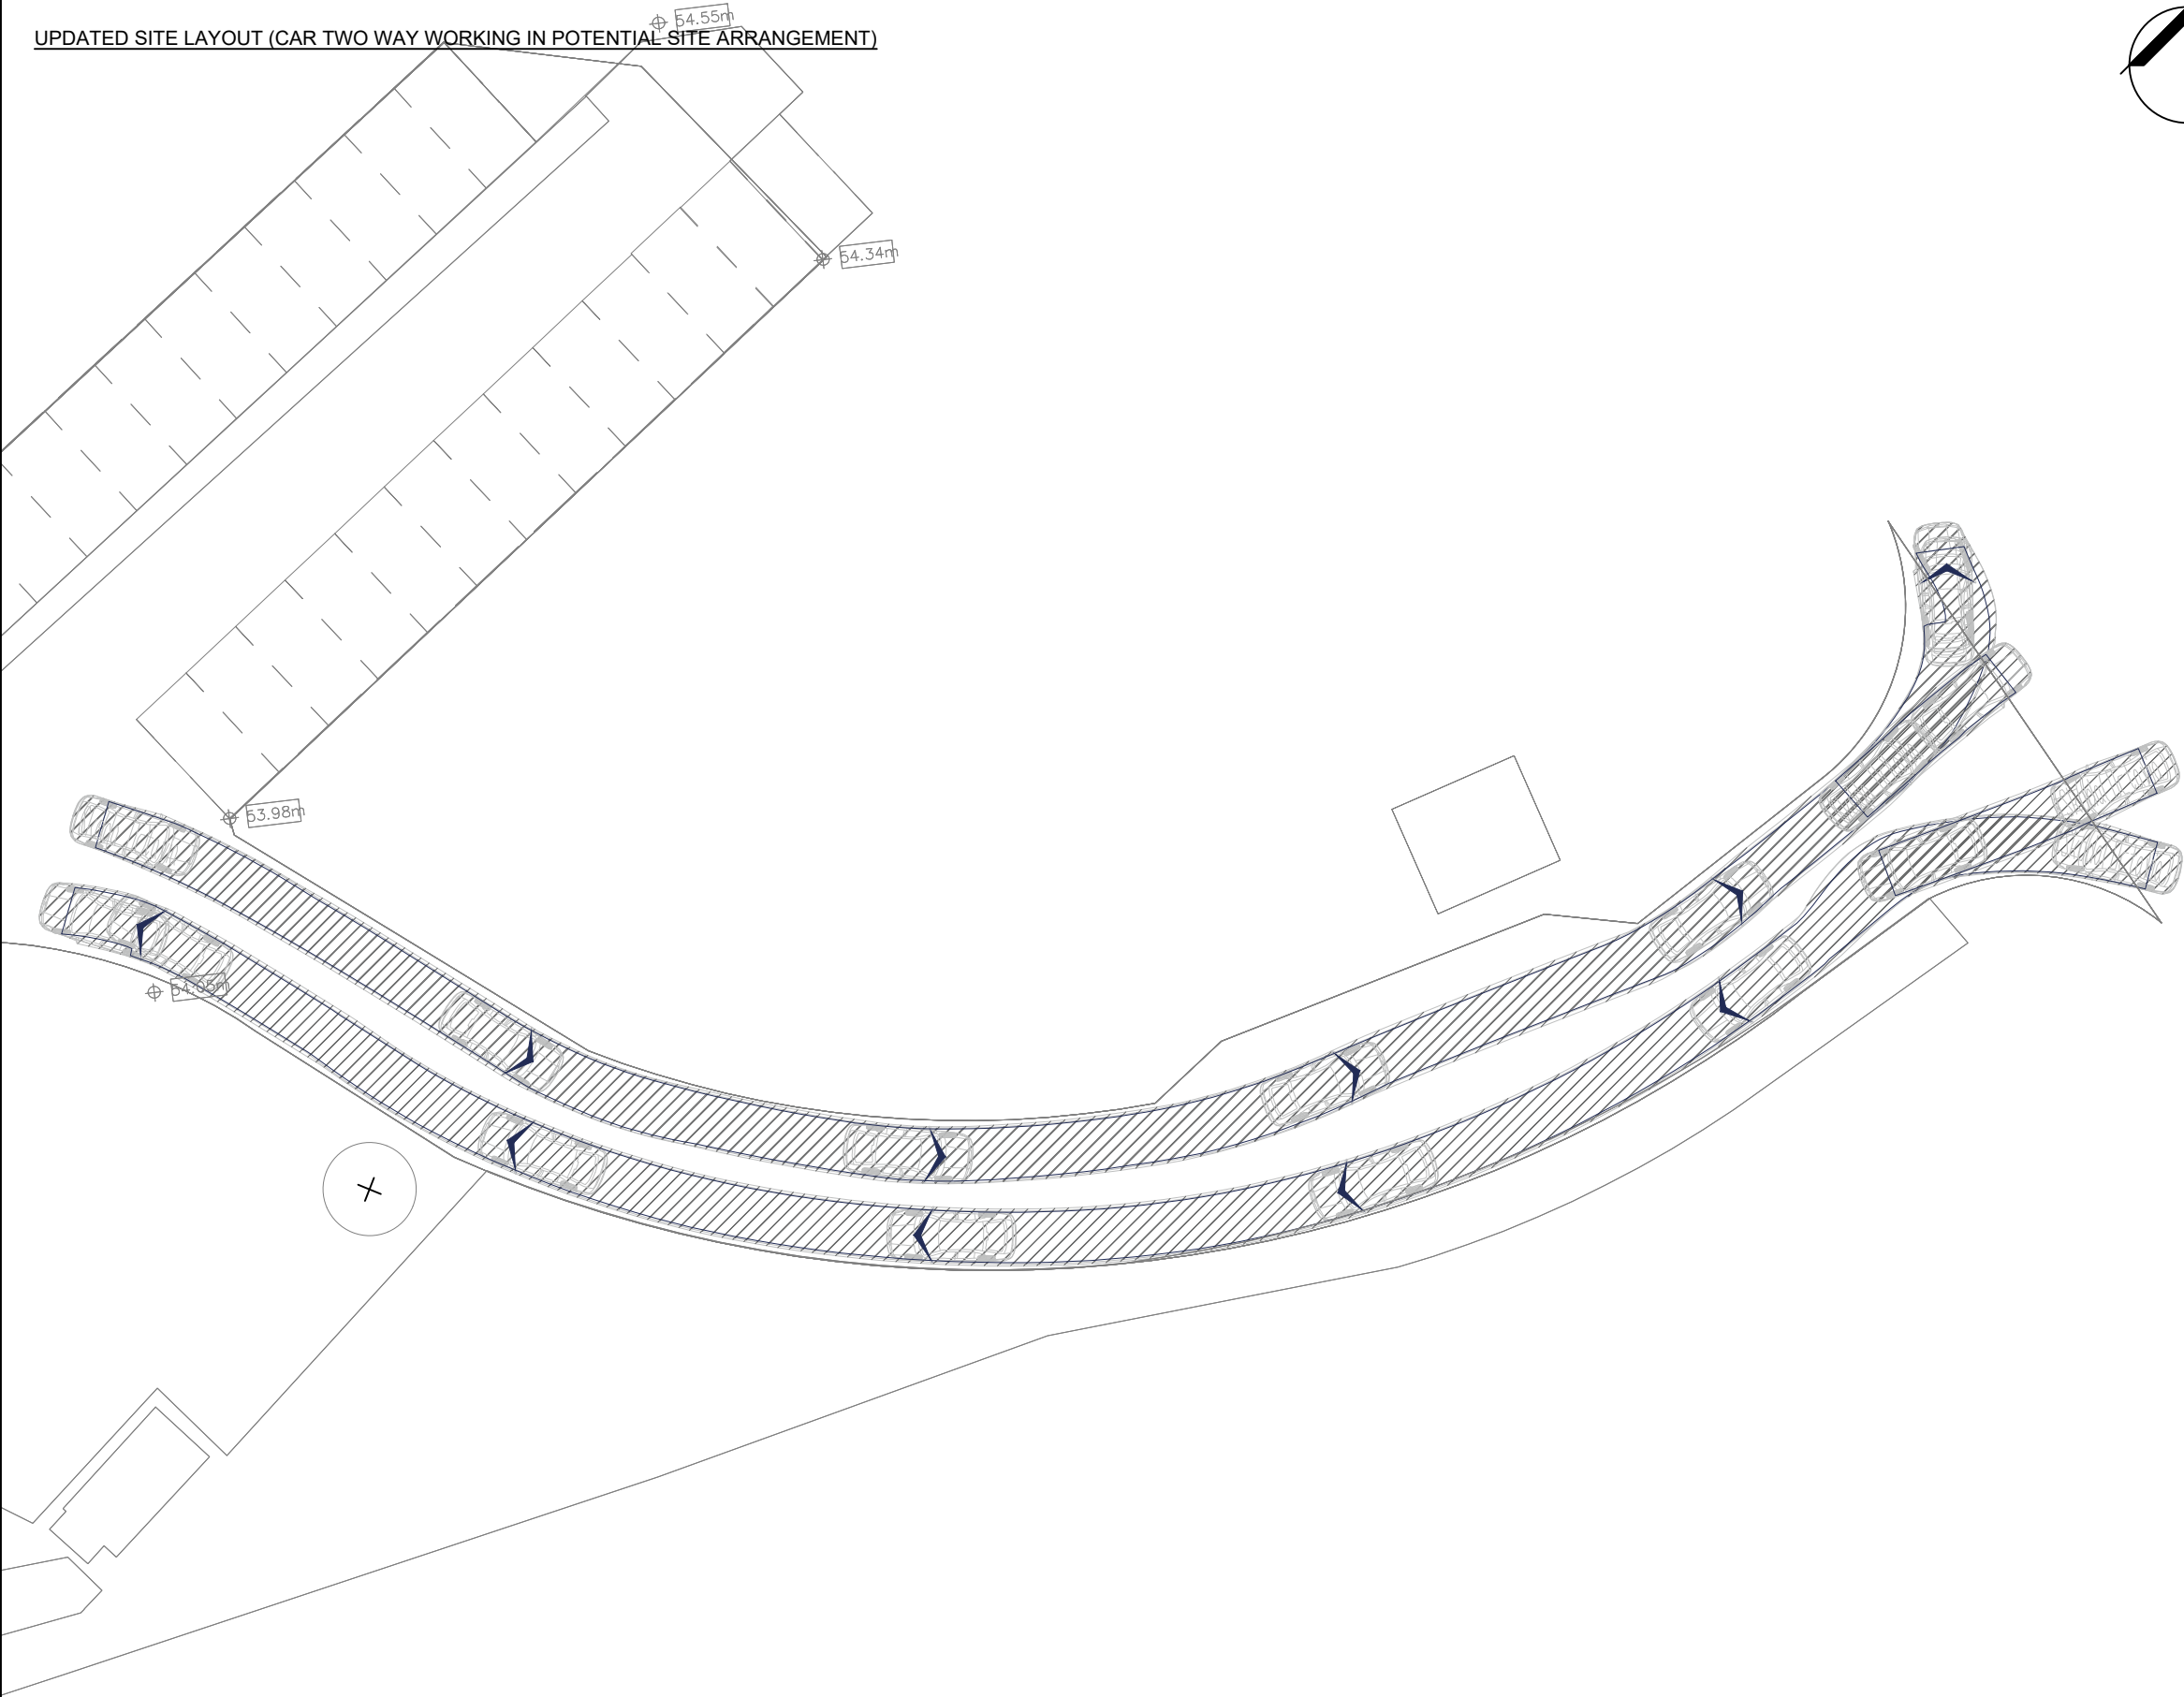 54.55m
UPDATED SITE LAYOUT (CAR TWO WAY WORKING IN POTENTIAL SITE ARRANGEMENT)
54.34m
53.98m
54.05m